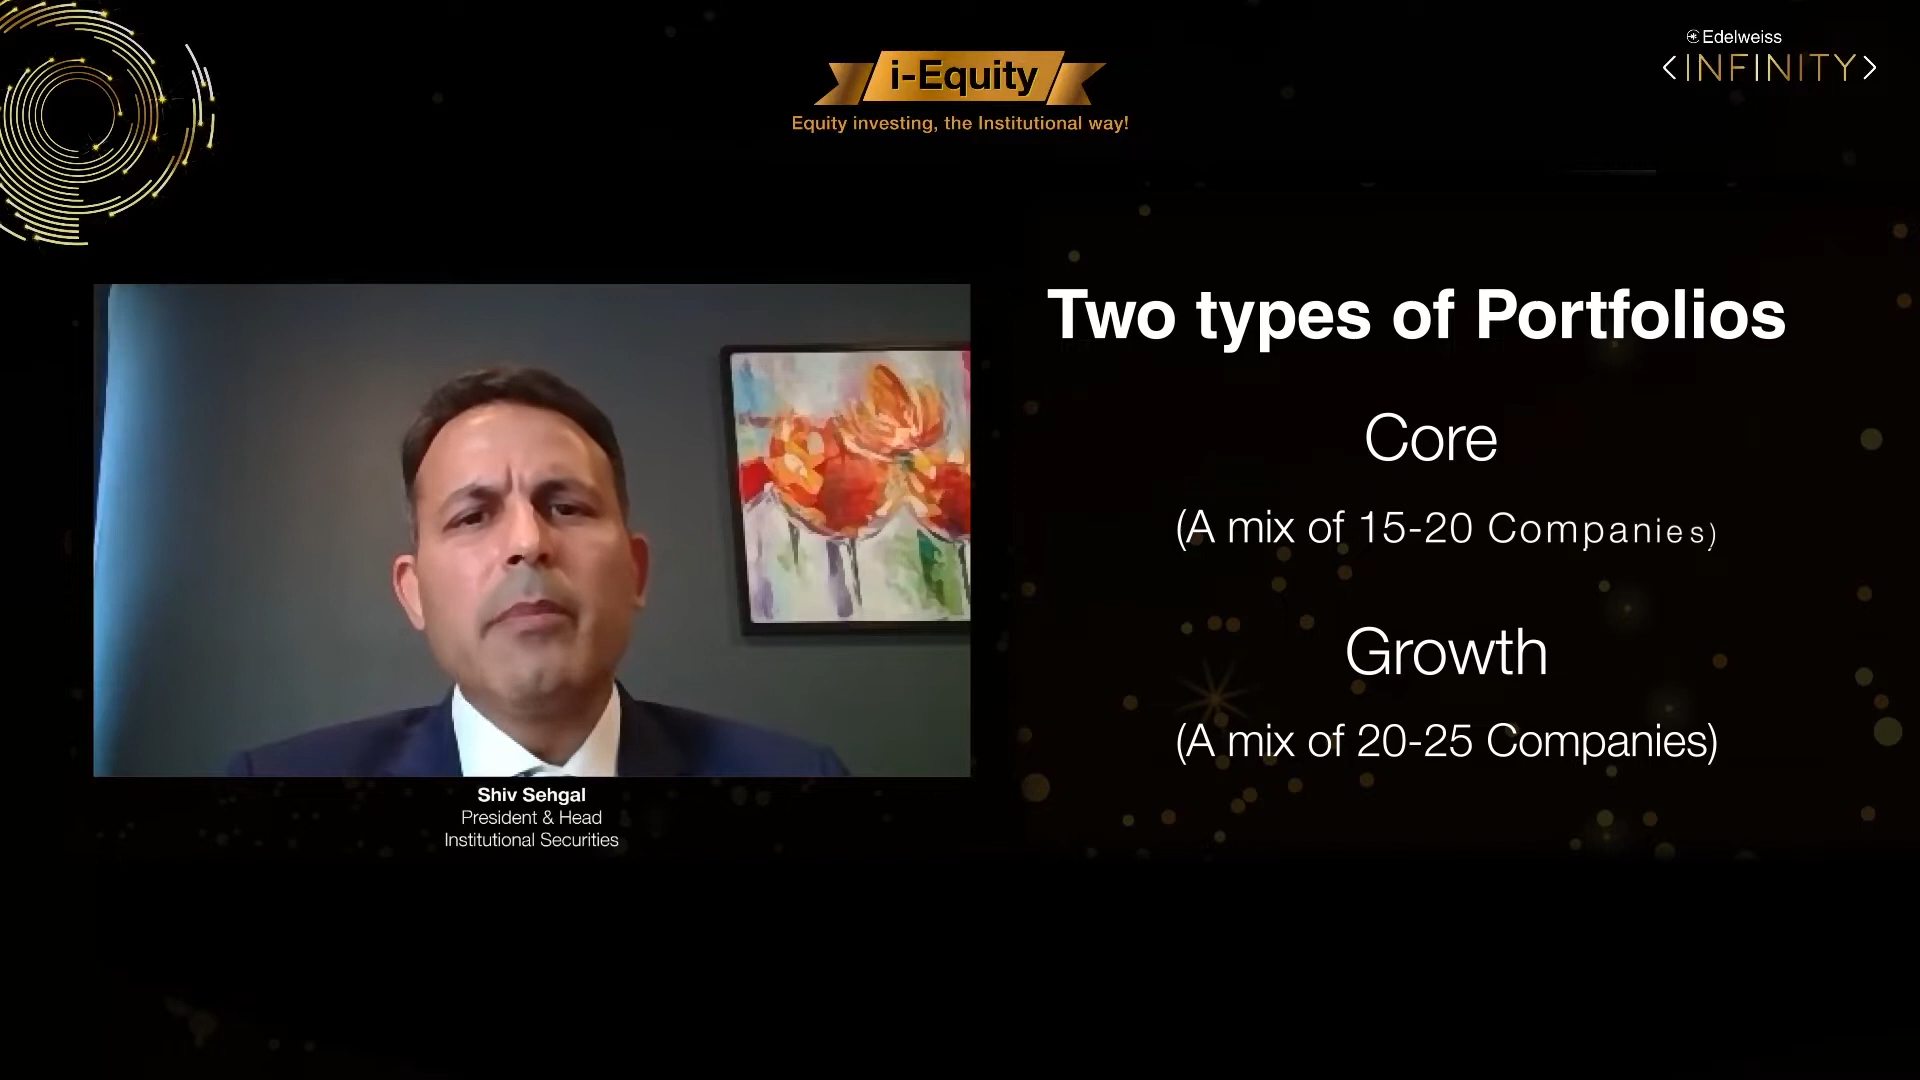 i-Equity
Equity investing, the Institutional way!
Edelweiss
<INFINITY>
Two types of Portfolios
Core
(A mix of 15-20 Companies)
Growth
(A mix of 20-25 Companies)
Shiv Sehgal
President & Head
Institutional Securities